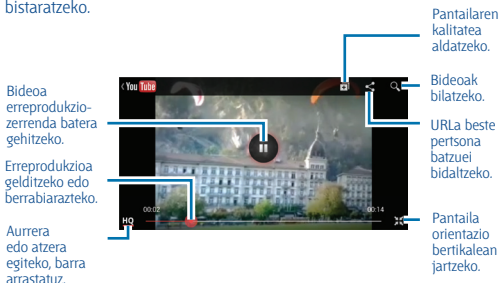 bistaratzeko.
Pantailaren
kalitatea
aldatzeko.
Bideoa
erreprodukzio-
zerrenda batera
gehitzeko.
Erreprodukzioa
gelditzeko edo
berrabiarazteko.
Aurrera
edo atzera
egiteko, barra
arrastatuz.
You Tube
00:02
00:14
HQ
Bideoak
bilatzeko.
URLa beste
pertsona
batzuei
bidaltzeko.
Pantaila
orientazio
bertikalean
jartzeko.